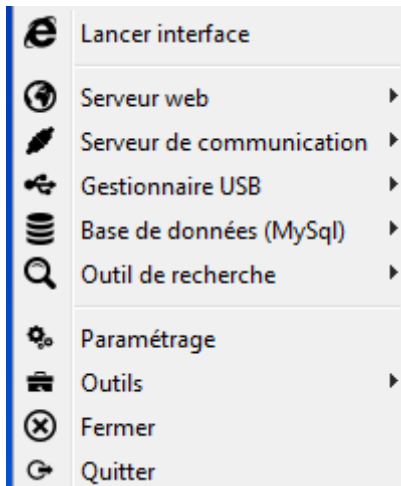 Lancer interface
Serveur web
Serveur de communication
Gestionnaire USB
Base de données (MySql)
Outil de recherche
Paramétrage
Outils
Fermer
Quitter